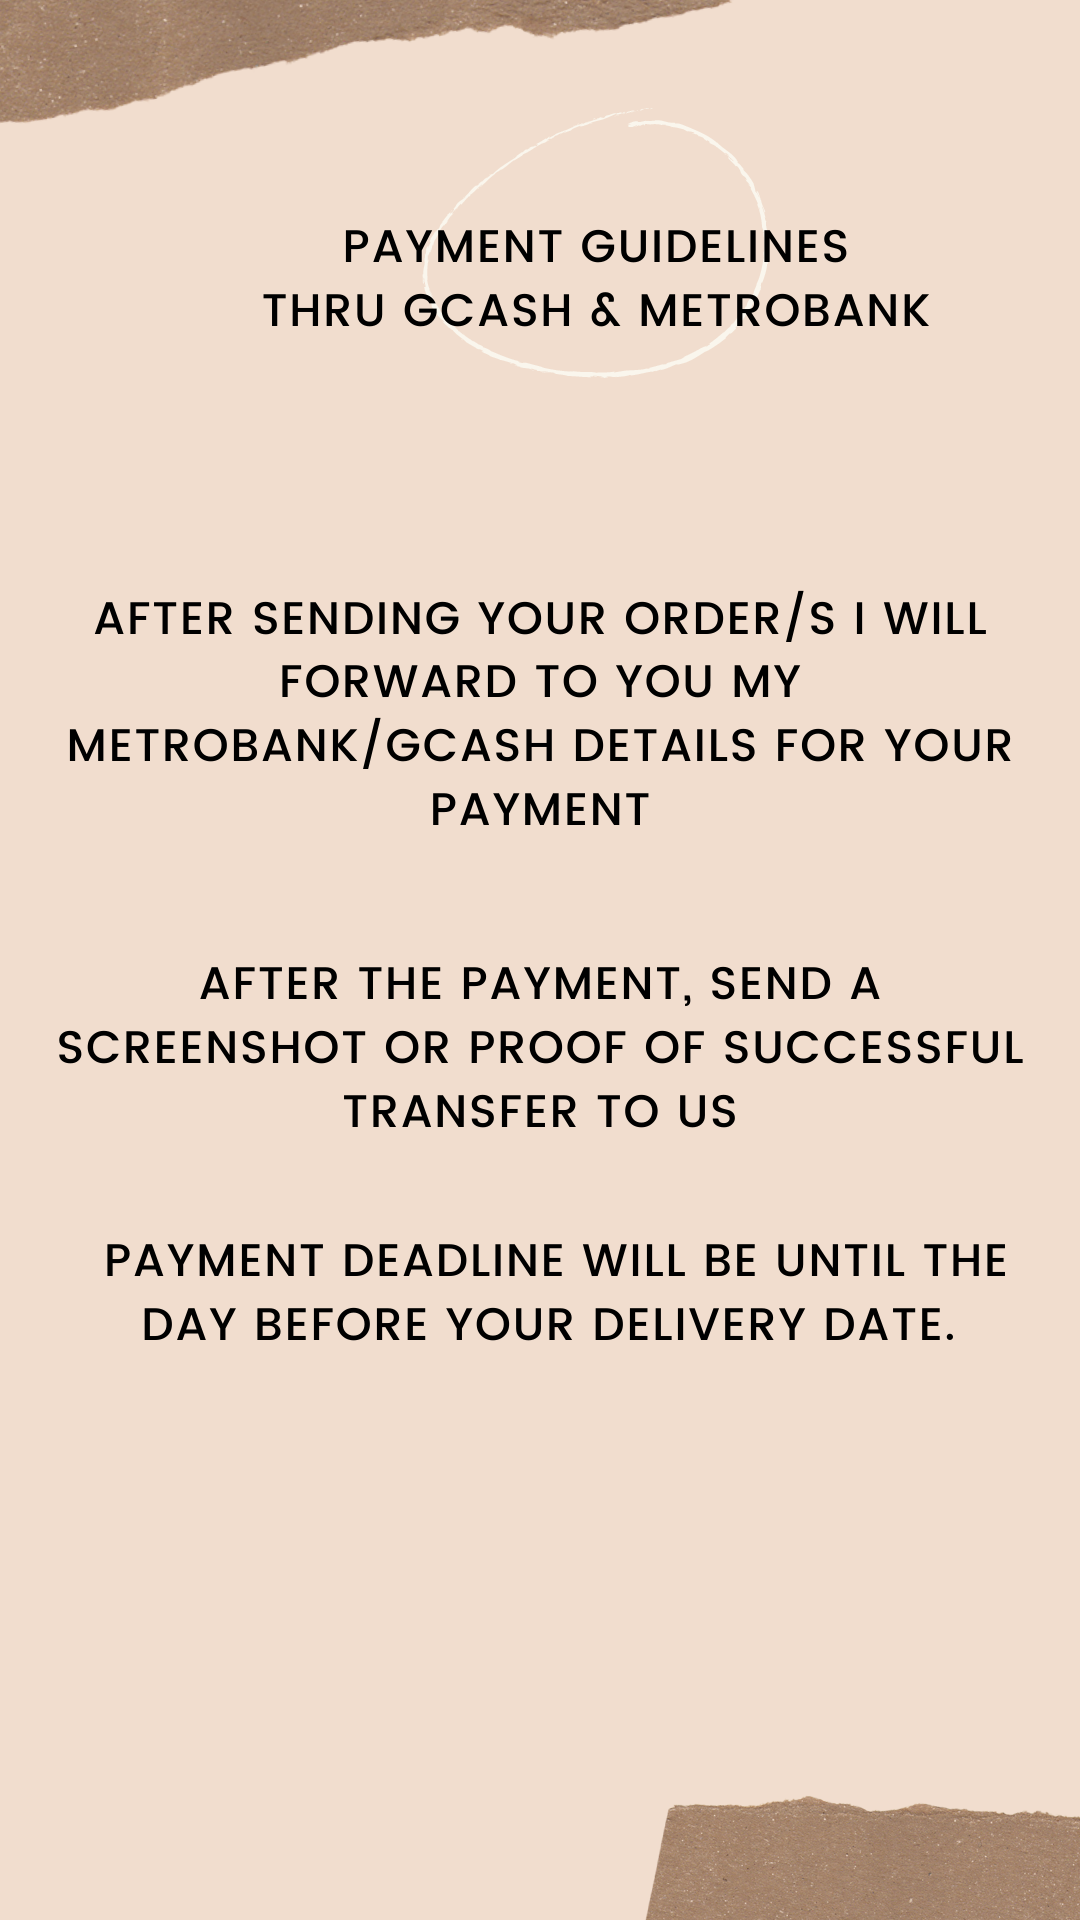 PAYMENT GUIDELINES
THRU GCASH & METROBANK
AFTER SENDING YOUR ORDER/S I WILL
FORWARD TO YOU MY
METROBANK/GCASH DETAILS FOR YOUR
PAYMENT
AFTER THE PAYMENT, SEND A
SCREENSHOT OR PROOF OF SUCCESSFUL
TRANSFER TO US
PAYMENT DEADLINE WILL BE UNTIL THE
DAY BEFORE YOUR DELIVERY DATE.